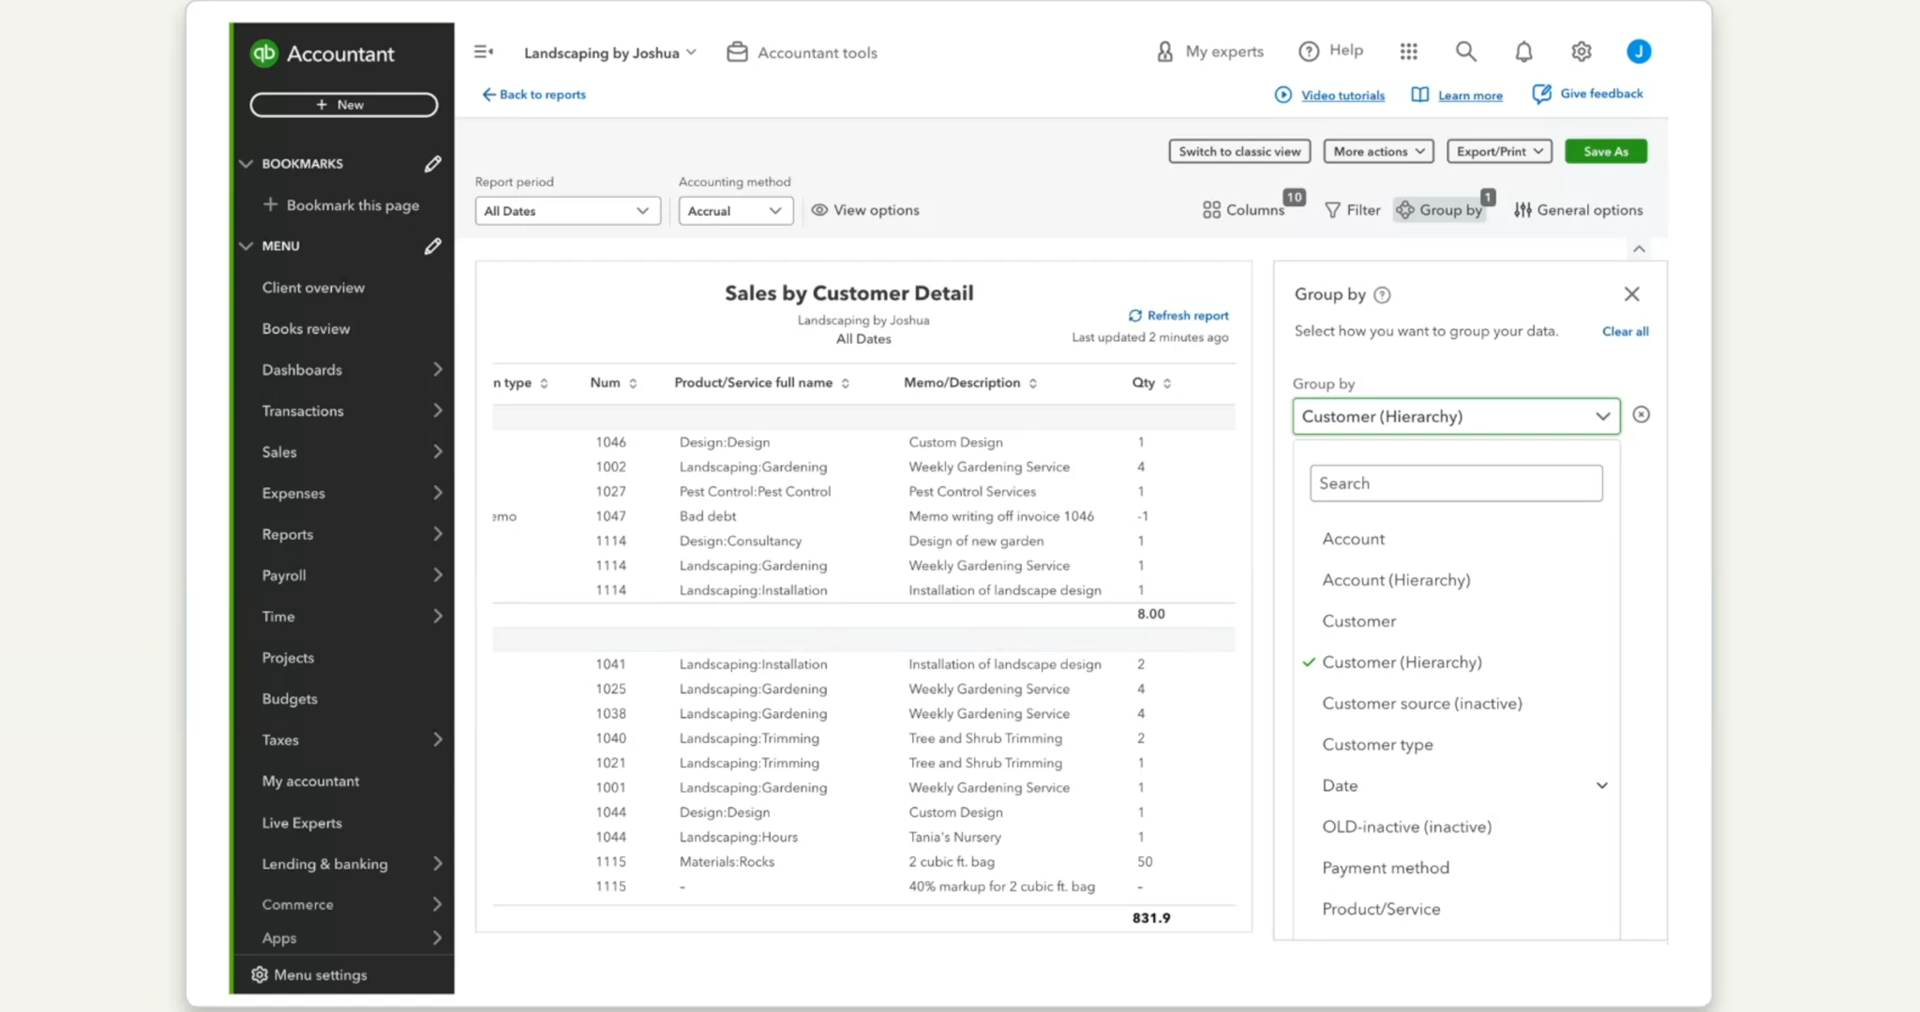 qb Accountant
+ New
BOOKMARKS
+ Bookmark this page
MENU
Client overview
Books review
Dashboards
Transactions
Sales
Expenses
Reports
Payroll
Time
Projects
Budgets
Taxes
My accountant
Live Experts
Lending & banking
Commerce
Apps
Menu settings
Landscaping by Joshua
Accountant tools
My experts
? Help
J
Back to reports
Video tutorials
Learn more
Give feedback
Switch to classic view
More actions
Export/Print
Save As
Report period
All Dates
Accounting method
Accrual
View options
Columns 10
Filter
Group by 1
General options
Sales by Customer Detail
Landscaping by Joshua
All Dates
Refresh report
Last updated 2 minutes ago
n type Num Product/Service full name Memo/Description Qty
1046 Design:Design Custom Design 1
1002 Landscaping:Gardening Weekly Gardening Service 4
1027 Pest Control:Pest Control Pest Control Services 1
emo 1047 Bad debt Memo writing off invoice 1046 -1
1114 Design:Consultancy Design of new garden 1
1114 Landscaping:Gardening Weekly Gardening Service 1
1114 Landscaping:Installation Installation of landscape design 1
8.00
1041 Landscaping:Installation Installation of landscape design 2
1025 Landscaping:Gardening Weekly Gardening Service 4
1038 Landscaping:Gardening Weekly Gardening Service 4
1040 Landscaping:Trimming Tree and Shrub Trimming 2
1021 Landscaping:Trimming Tree and Shrub Trimming 1
1001 Landscaping:Gardening Weekly Gardening Service 1
1044 Design:Design Custom Design 1
1044 Landscaping:Hours Tania's Nursery 1
1115 Materials:Rocks 2 cubic ft. bag 50
1115 - 40% markup for 2 cubic ft. bag -
831.9
Group by ?
Select how you want to group your data.
Clear all
Group by
Customer (Hierarchy)
Search
Account
Account (Hierarchy)
Customer
Customer (Hierarchy)
Customer source (inactive)
Customer type
Date
OLD-inactive (inactive)
Payment method
Product/Service